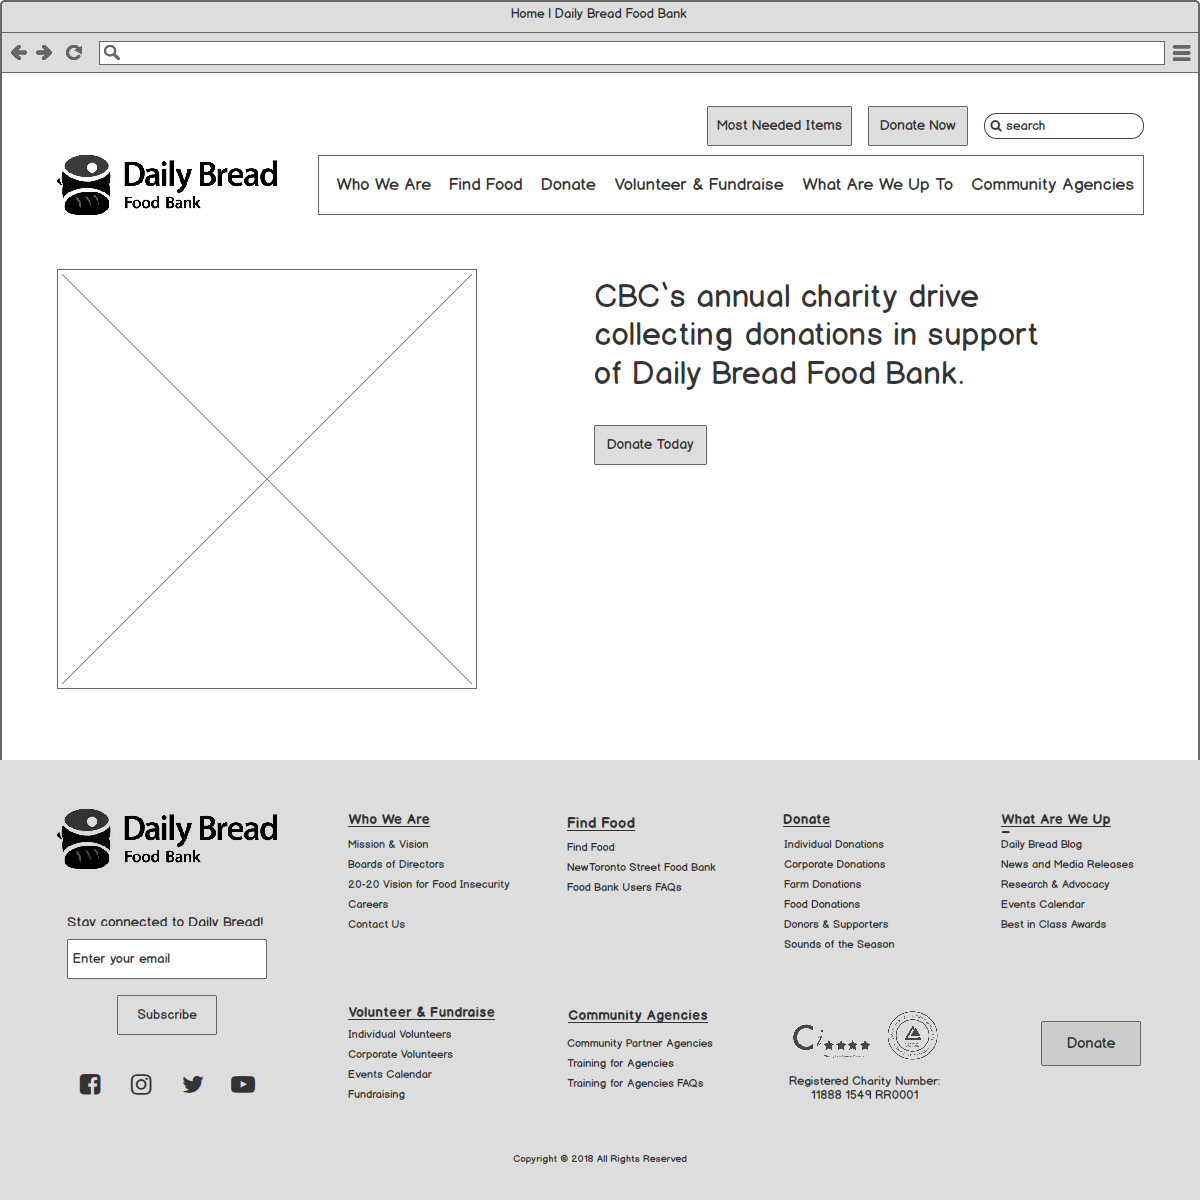 Home | Daily Bread Food Bank
Most Needed Items
Donate Now
search
Daily Bread
Food Bank
Who We Are
Find Food
Donate
Volunteer & Fundraise
What Are We Up To
Community Agencies
CBC`s annual charity drive
collecting donations in support
of Daily Bread Food Bank.
Donate Today
Daily Bread
Food Bank
Stay connected to Daily Bread!
Enter your email
Subscribe
Who We Are
Mission & Vision
Boards of Directors
20-20 Vision for Food Insecurity
Careers
Contact Us
Find Food
Find Food
NewToronto Street Food Bank
Food Bank Users FAQs
Donate
Individual Donations
Corporate Donations
Farm Donations
Food Donations
Donors & Supporters
Sounds of the Season
What Are We Up
Daily Bread Blog
News and Media Releases
Research & Advocacy
Events Calendar
Best in Class Awards
Volunteer & Fundraise
Individual Volunteers
Corporate Volunteers
Events Calendar
Fundraising
Community Agencies
Community Partner Agencies
Training for Agencies
Training for Agencies FAQs
Ci
Registered Charity Number:
11888 1549 RR0001
Donate
Copyright © 2018 All Rights Reserved